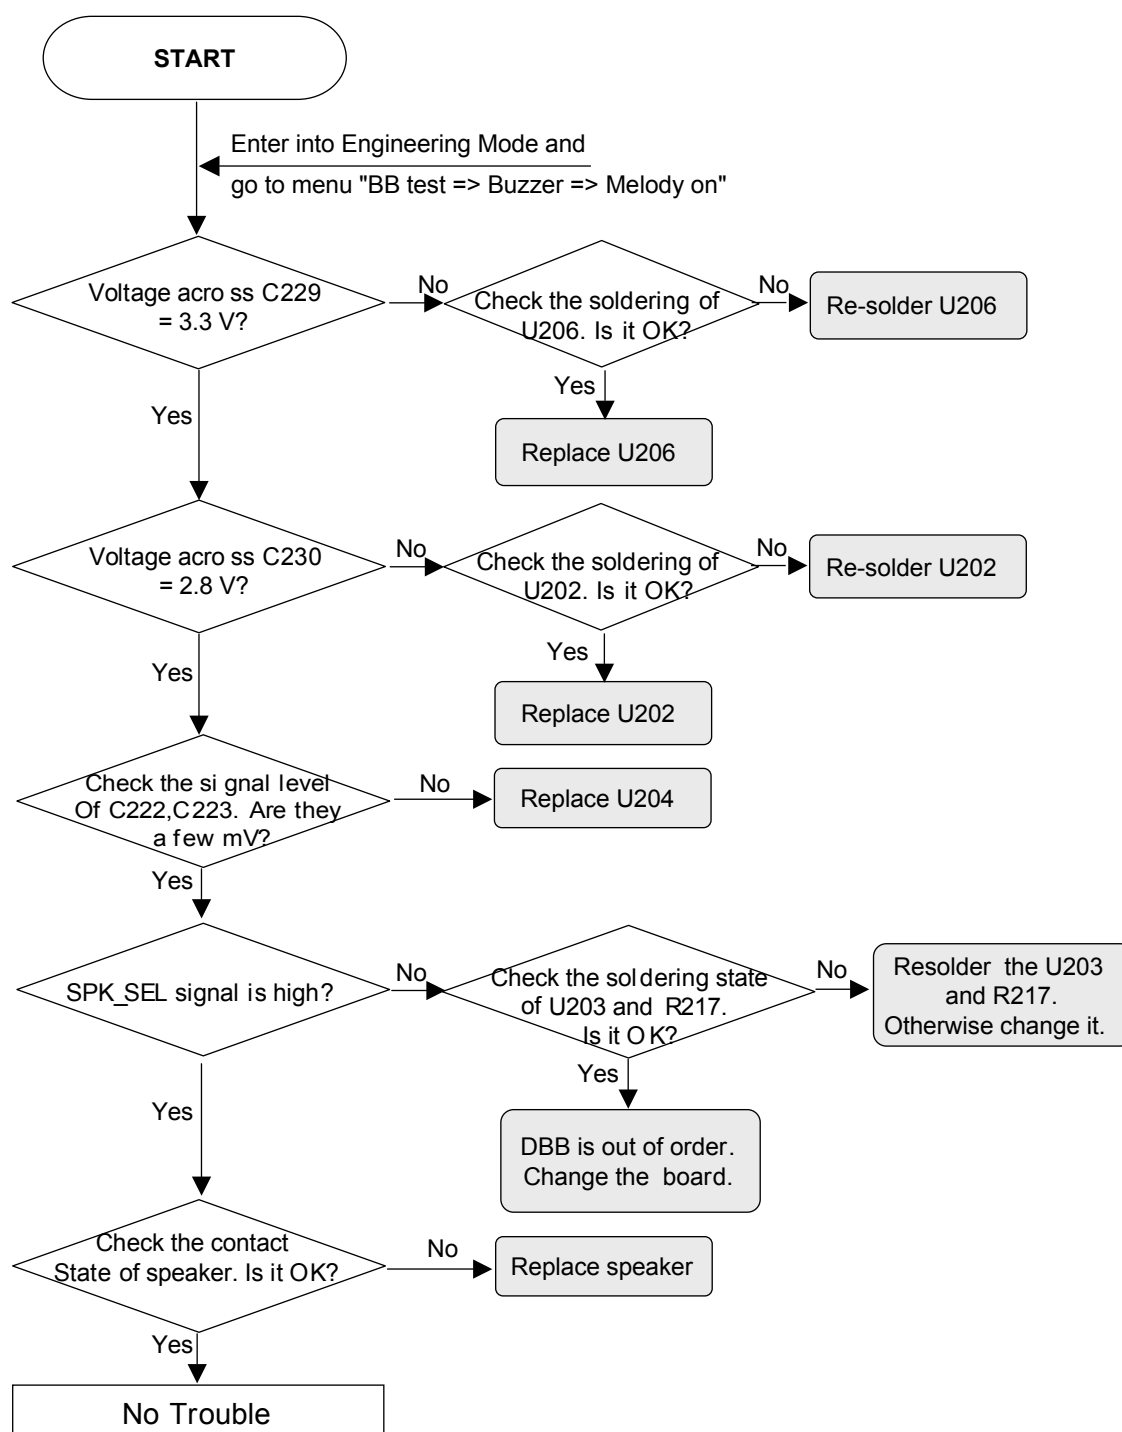 START
Enter into Engineering Mode and
go to menu "BB test => Buzzer => Melody on"
Voltage acro ss C229
= 3.3 V?
No
Check the soldering of
U206. Is it OK?
No
Re-solder U206
Yes
Yes
Replace U206
Voltage acro ss C230
= 2.8 V?
No
Check the soldering of
U202. Is it OK?
No
Re-solder U202
Yes
Yes
Replace U202
Check the si gnal level
Of C222,C223. Are they
a few mV?
No
Replace U204
Yes
SPK_SEL signal is high?
No
Check the soldering state
of U203 and R217.
Is it OK?
No
Resolder the U203
and R217.
Otherwise change it.
Yes
Yes
DBB is out of order.
Change the board.
Check the contact
State of speaker. Is it OK?
No
Replace speaker
Yes
No Trouble